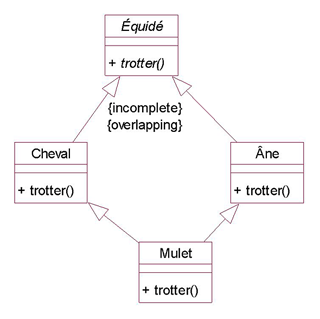 Équidé
+ trotter()
{incomplete}
{overlapping}
Cheval
Âne
+ trotter()
+ trotter()
Mulet
+ trotter()